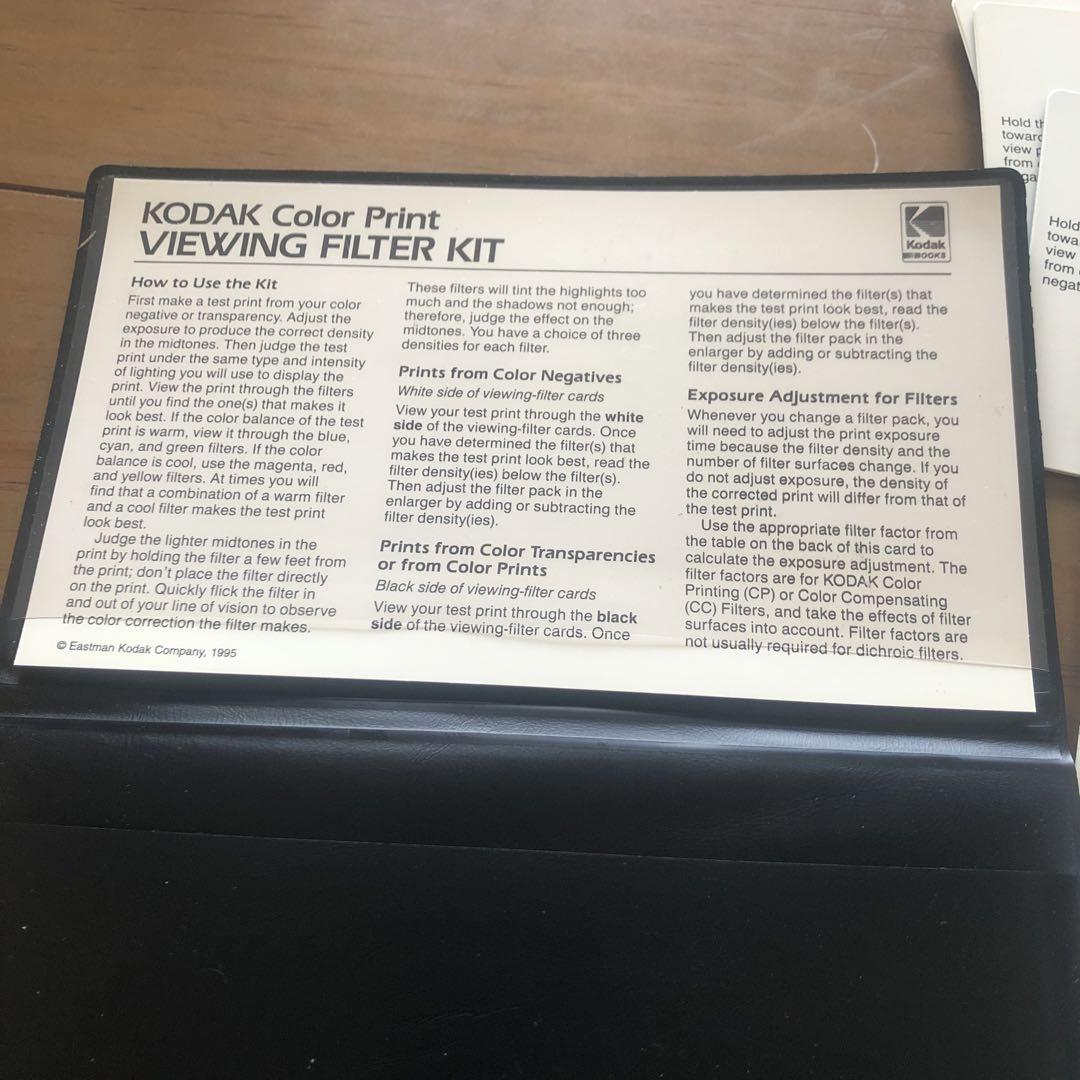 KODAK Color Print
VIEWING FILTER KIT
Kodak
BOOKS
How to Use the Kit
First make a test print from your color
negative or transparency. Adjust the
exposure to produce the correct density
in the midtones. Then judge the test
print under the same type and intensity
of lighting you will use to display the
print. View the print through the filters
until you find the one(s) that makes it
look best. If the color balance of the test
print is warm, view it through the blue,
cyan, and green filters. If the color
balance is cool, use the magenta, red,
and yellow filters. At times you will
find that a combination of a warm filter
and a cool filter makes the test print
look best.
Judge the lighter midtones in the
print by holding the filter a few feet from
the print; don't place the filter directly
on the print. Quickly flick the filter in
and out of your line of vision to observe
the color correction the filter makes.
These filters will tint the highlights too
much and the shadows not enough;
therefore, judge the effect on the
midtones. You have a choice of three
densities for each filter.
Prints from Color Negatives
White side of viewing-filter cards
View your test print through the white
side of the viewing-filter cards. Once
you have determined the filter(s) that
makes the test print look best, read the
filter density(ies) below the filter(s).
Then adjust the filter pack in the
enlarger by adding or subtracting the
filter density(ies).
Prints from Color Transparencies
or from Color Prints
Black side of viewing-filter cards
View your test print through the black
side of the viewing-filter cards. Once
you have determined the filter(s) that
makes the test print look best, read the
filter density(ies) below the filter(s).
Then adjust the filter pack in the
enlarger by adding or subtracting the
filter density(ies).
Exposure Adjustment for Filters
Whenever you change a filter pack, you
will need to adjust the print exposure
time because the filter density and the
number of filter surfaces change. If you
do not adjust exposure, the density of
the corrected print will differ from that of
the test print.
Use the appropriate filter factor from
the table on the back of this card to
calculate the exposure adjustment. The
filter factors are for KODAK Color
Printing (CP) or Color Compensating
(CC) Filters, and take the effects of filter
surfaces into account. Filter factors are
not usually required for dichroic filters.
© Eastman Kodak Company, 1995
Hold
view
from
Hold
view
from